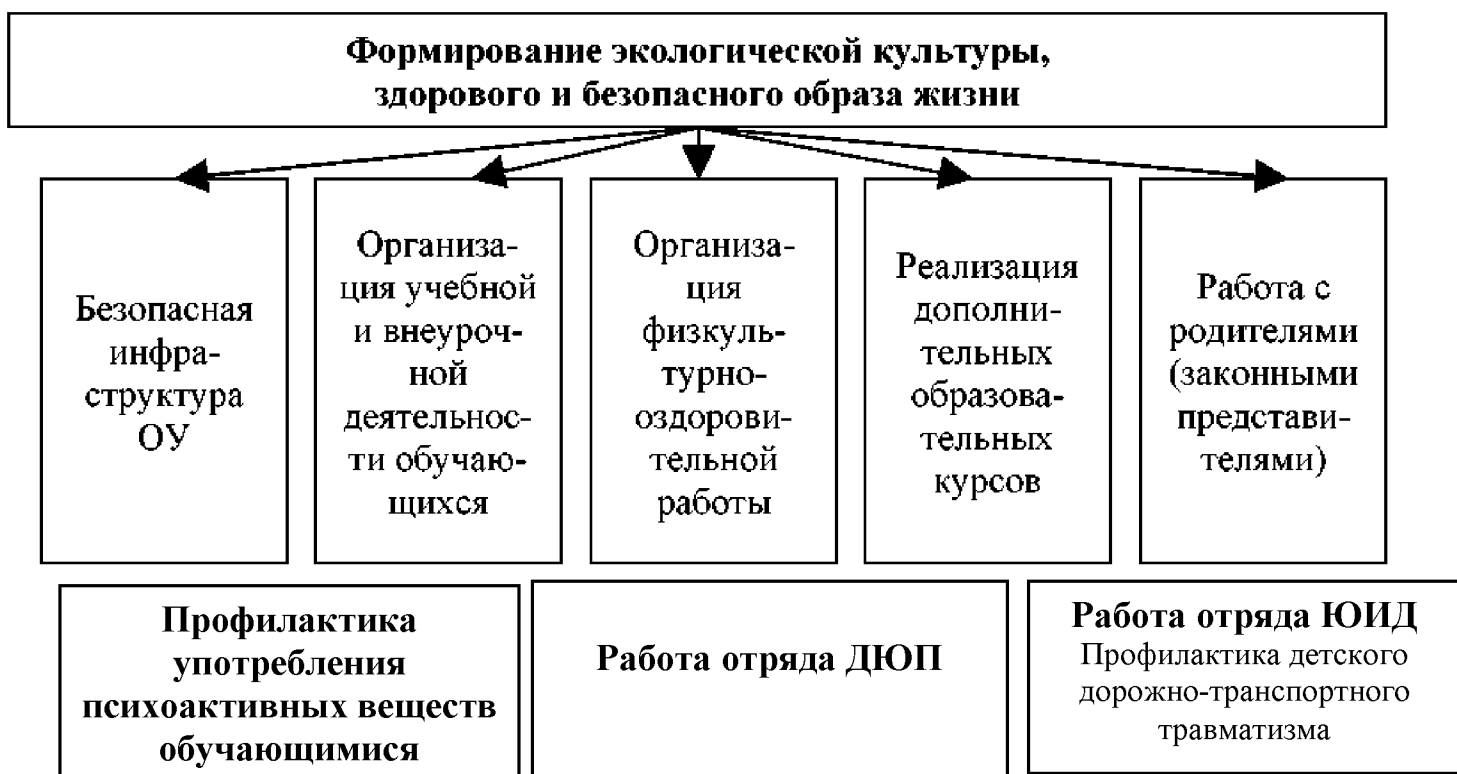 Формирование экологической культуры,
здорового и безопасного образа жизни
Безопасная
инфра-
структура
ОУ
Организа-
ция учебной
и внеуроч-
ной
деятельнос-
ти обучаю-
щихся
Организа-
ция
физкуль-
турно-
оздорови-
тельной
работы
Реализация
дополни-
тельных
образова-
тельных
курсов
Работа с
родителями
(законными
представи-
телями)
Профилактика
употребления
психоактивных веществ
обучающимися
Работа отряда ДЮП
Работа отряда ЮИД
Профилактика детского
дорожно-транспортного
травматизма